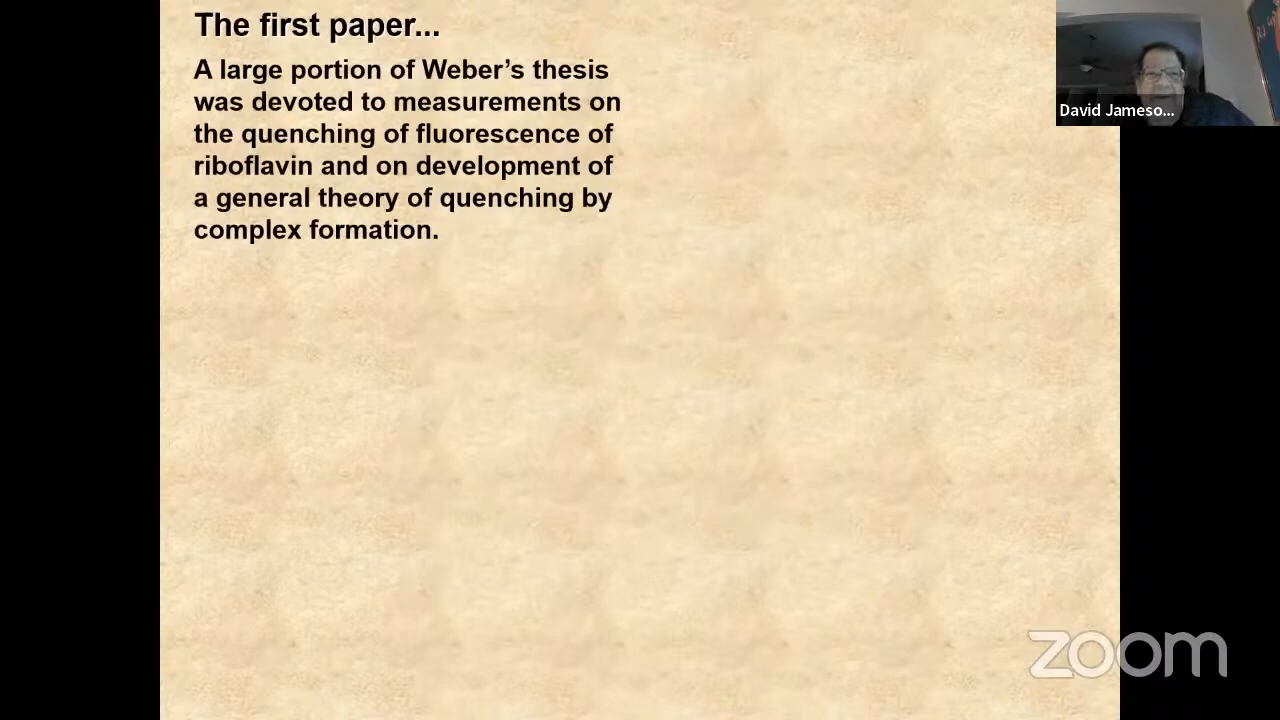 The first paper...
A large portion of Weber’s thesis
was devoted to measurements on
the quenching of fluorescence of
riboflavin and on development of
a general theory of quenching by
complex formation.
David Jameso...
zoom